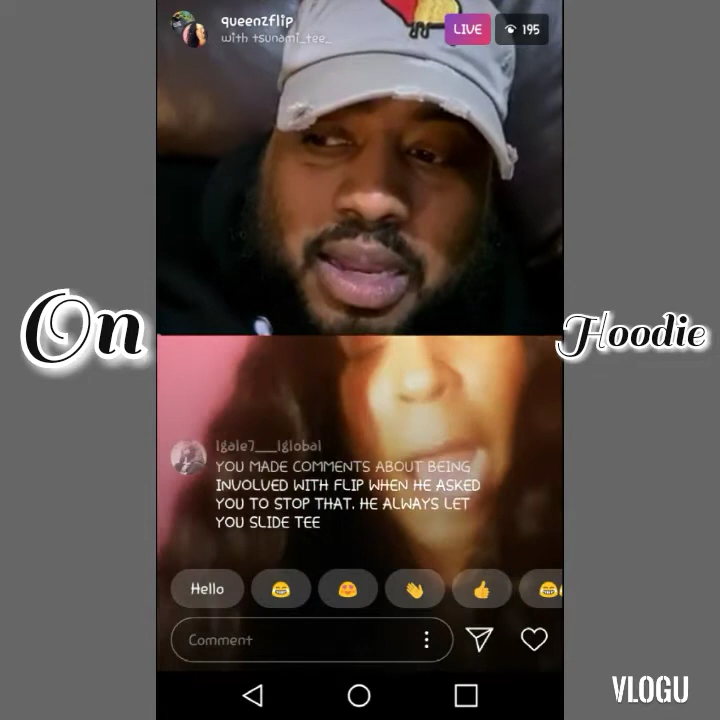 queenzflip
with tsunami_tee_
LIVE
195
On
Hoodie
lgale7___lglobal
YOU MADE COMMENTS ABOUT BEING
INVOLVED WITH FLIP WHEN HE ASKED
YOU TO STOP THAT. HE ALWAYS LET
YOU SLIDE TEE
Hello
Comment
VLOGU